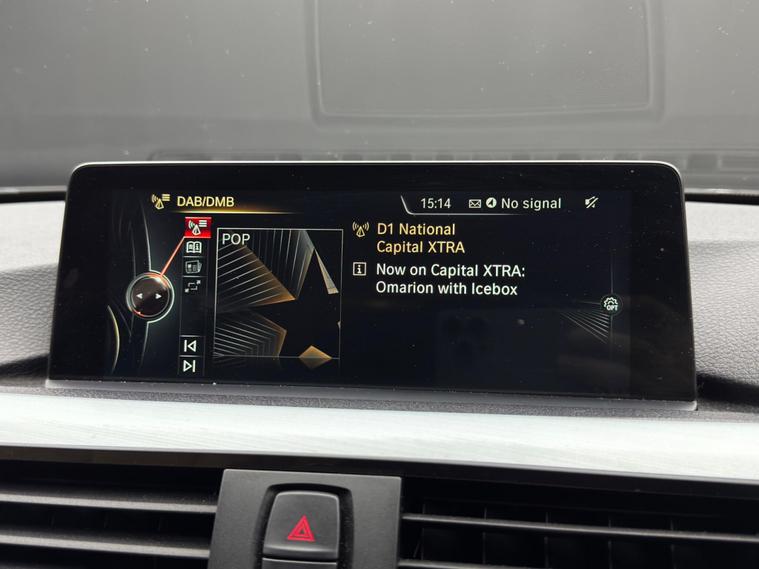 DAB/DMB
15:14 No signal
POP
D1 National
Capital XTRA
Now on Capital XTRA:
Omarion with Icebox
OPT